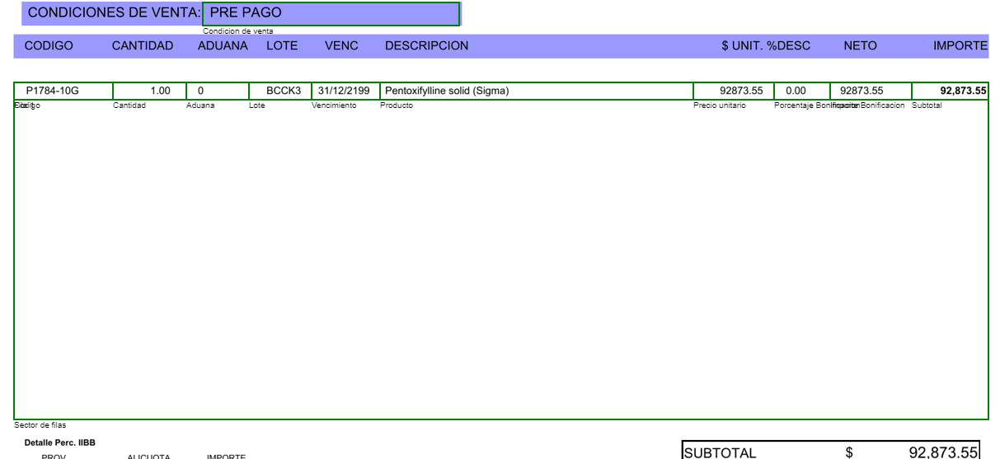 CONDICIONES DE VENTA: PRE PAGO
Condicion de venta
CODIGO CANTIDAD ADUANA LOTE VENC DESCRIPCION $ UNIT. %DESC NETO IMPORTE
P1784-10G 1.00 0 BCCK3 31/12/2199 Pentoxifylline solid (Sigma) 92873.55 0.00 92873.55 92,873.55
Codigo Cantidad Aduana Lote Vencimiento Producto Precio unitario Porcentaje Bonificacion Importe Bonificacion Subtotal
Sector de filas
Detalle Perc. IIBB
PROV ALICUOTA IMPORTE
SUBTOTAL $ 92,873.55